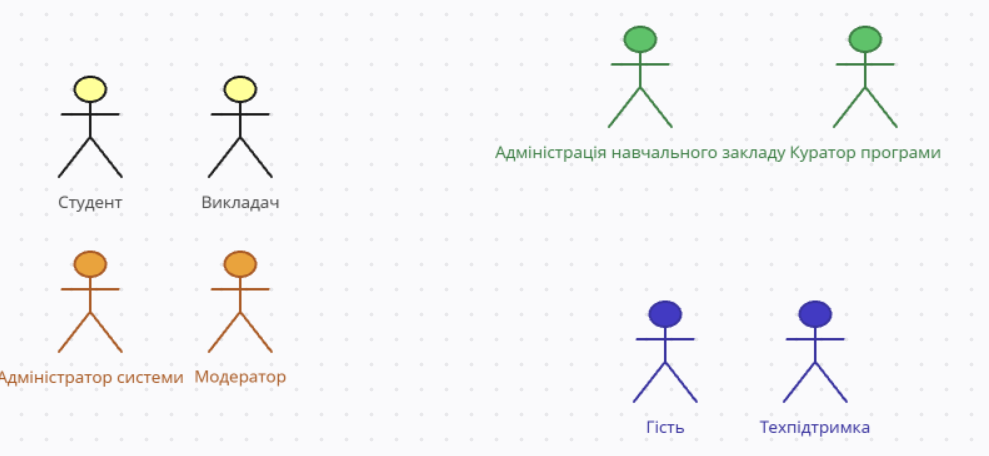 Адміністрація навчального закладу Куратор програми
Студент Викладач
Адміністратор системи Модератор
Гість Техпідтримка